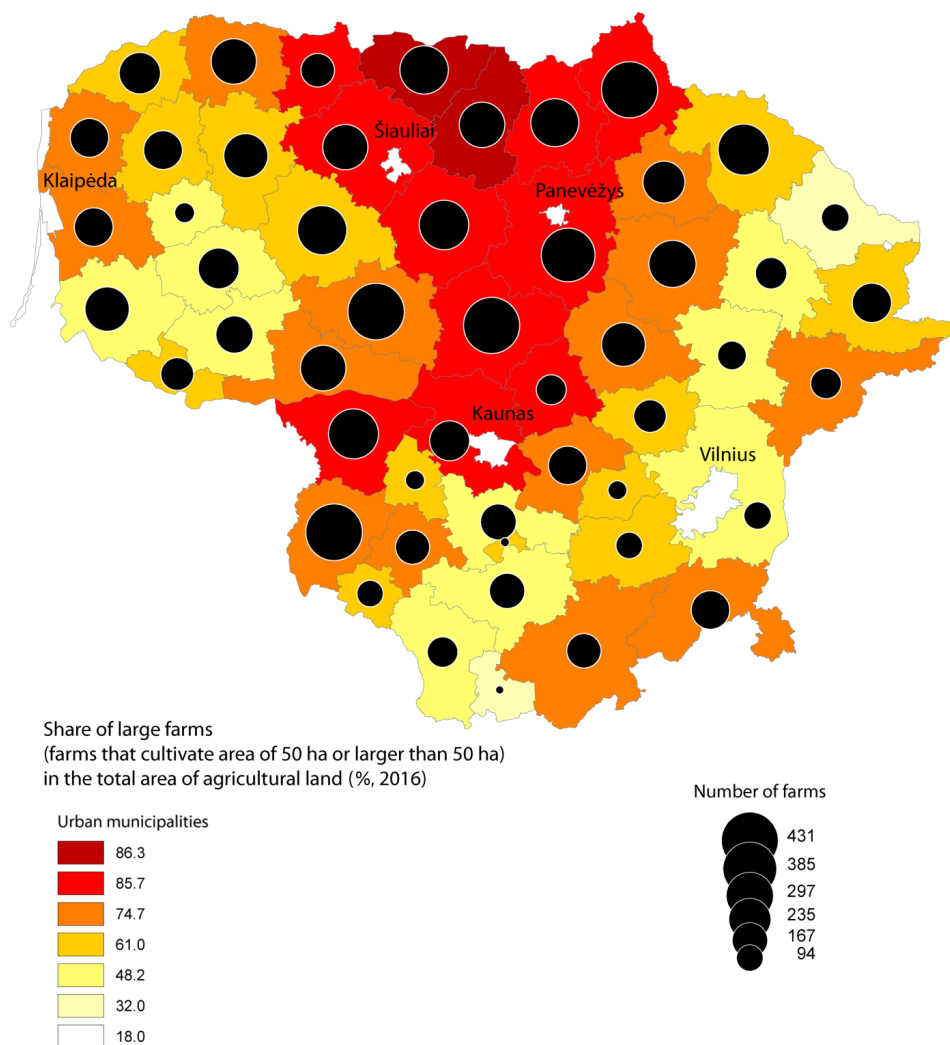 Šiauliai
Klaipėda
Panevėžys
Kaunas
Vilnius
Share of large farms
(farms that cultivate area of 50 ha or larger than 50 ha)
in the total area of agricultural land (%, 2016)
Urban municipalities
86.3
85.7
74.7
61.0
48.2
32.0
18.0
Number of farms
431
385
297
235
167
94